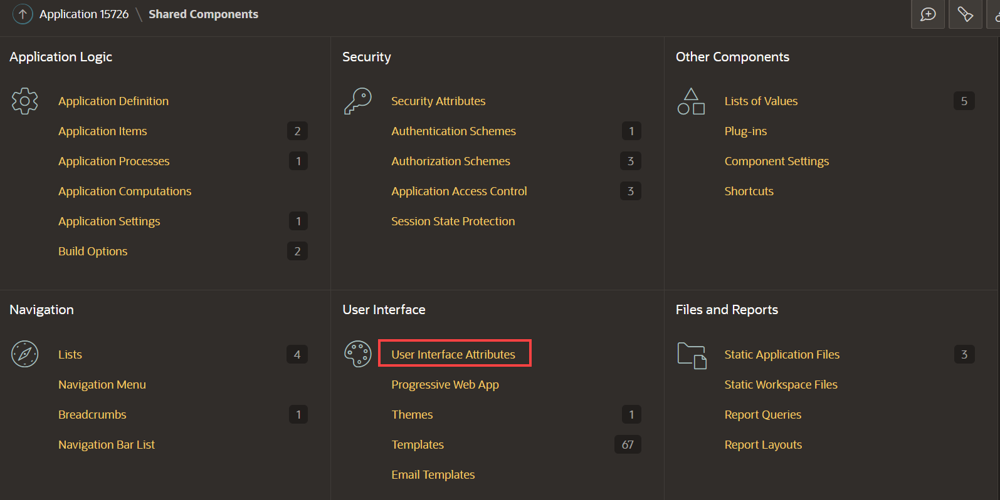 Application 15726 \ Shared Components
Application Logic
Application Definition
Application Items 2
Application Processes 1
Application Computations
Application Settings 1
Build Options 2
Security
Security Attributes
Authentication Schemes 1
Authorization Schemes 3
Application Access Control 3
Session State Protection
Other Components
Lists of Values 5
Plug-ins
Component Settings
Shortcuts
Navigation
Lists 4
Navigation Menu
Breadcrumbs 1
Navigation Bar List
User Interface
User Interface Attributes
Progressive Web App
Themes 1
Templates 67
Email Templates
Files and Reports
Static Application Files 3
Static Workspace Files
Report Queries
Report Layouts